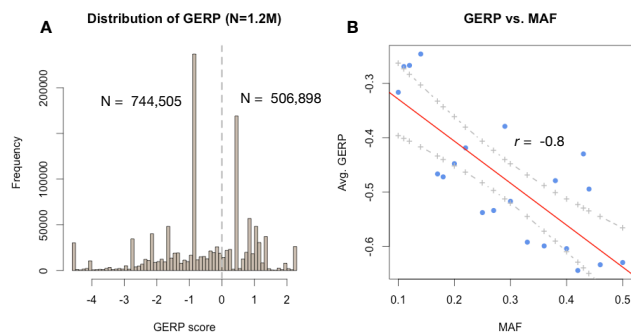 A
Distribution of GERP (N=1.2M)
N = 744,505
N = 506,898
Frequency
200000
100000
50000
0
-4 -3 -2 -1 0 1 2
GERP score
B
GERP vs. MAF
r = -0.8
Avg. GERP
-0.3
-0.4
-0.5
-0.6
0.1 0.2 0.3 0.4 0.5
MAF